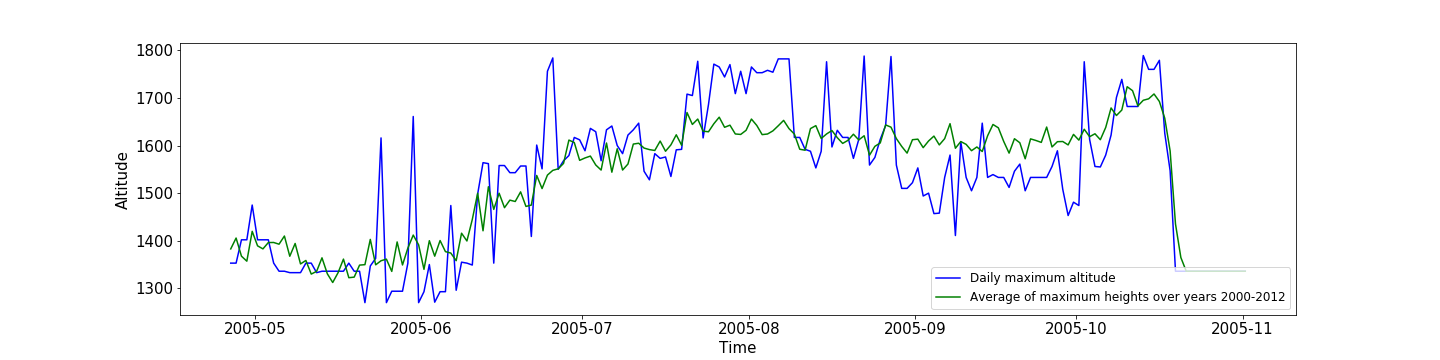 1800
1700
1600
1500
1400
1300
Altitude
2005-05 2005-06 2005-07 2005-08 2005-09 2005-10 2005-11
Time
Daily maximum altitude
Average of maximum heights over years 2000-2012